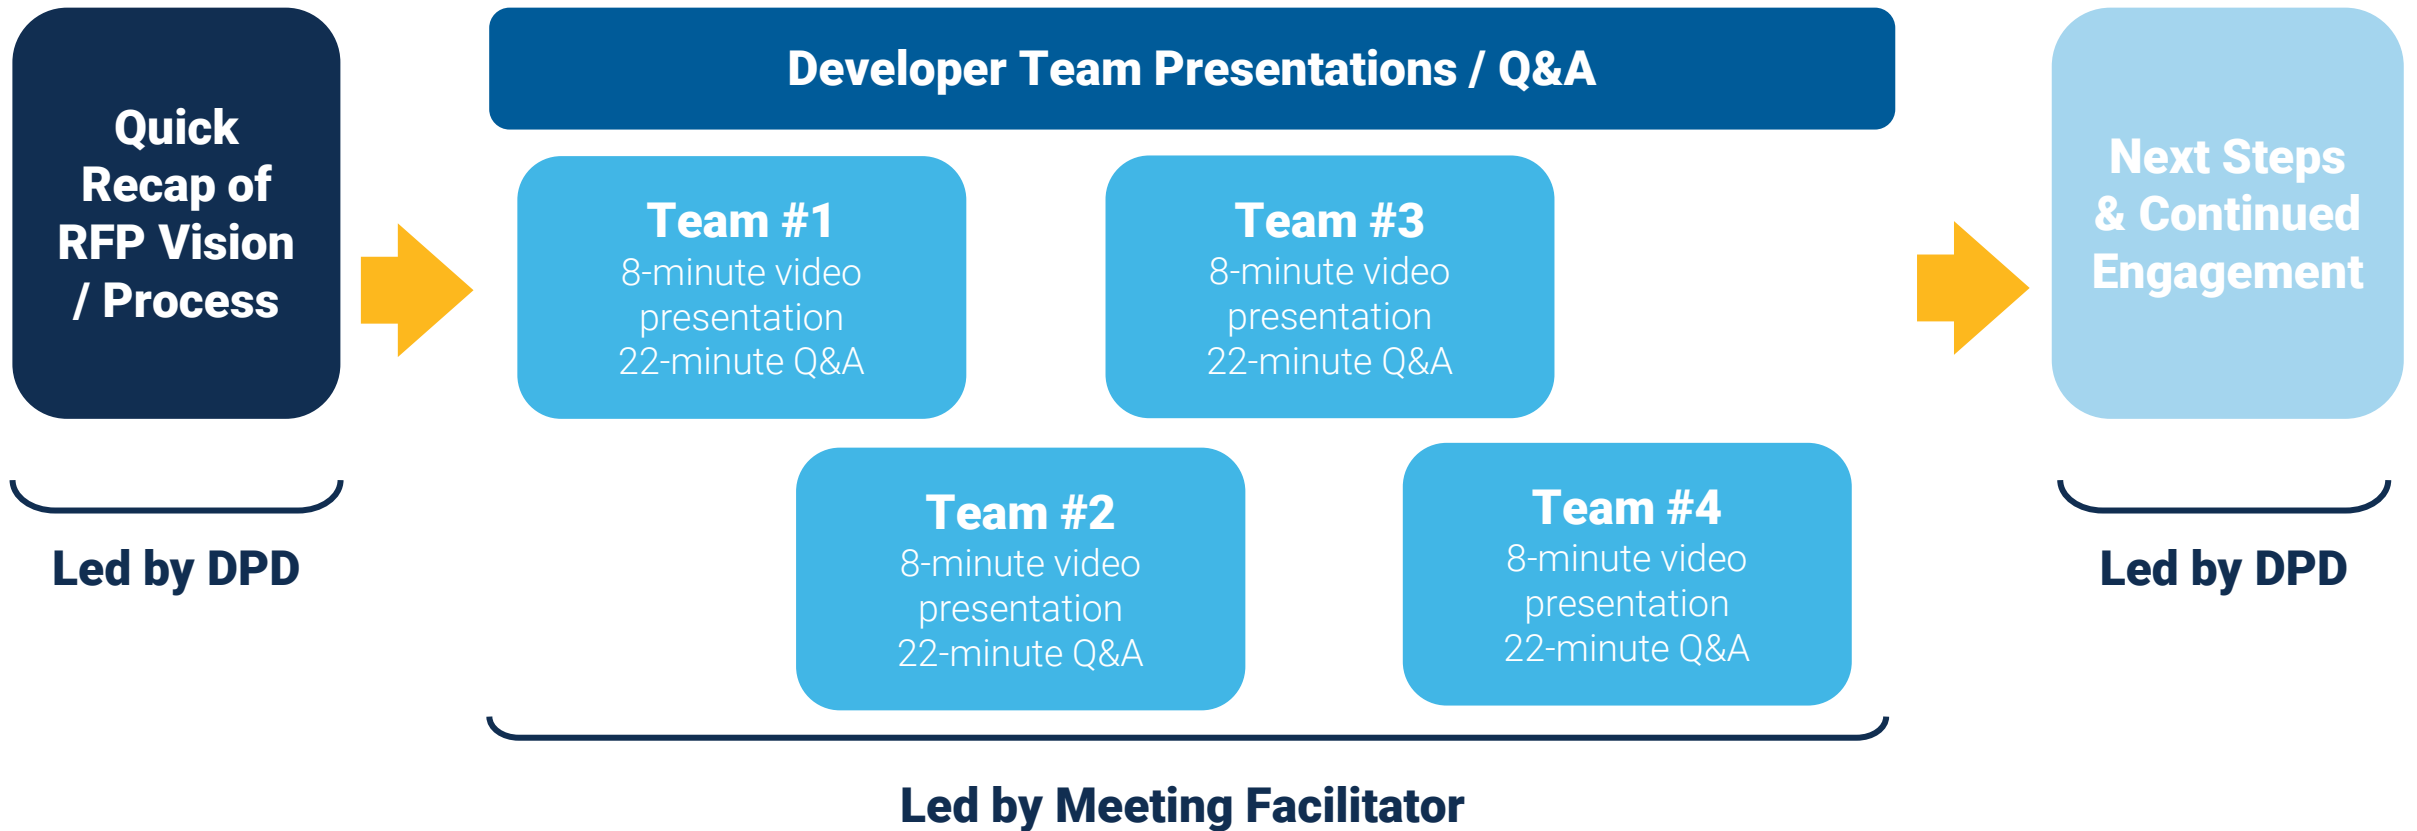 Quick
Recap of
RFP Vision
/ Process
Led by DPD
Developer Team Presentations / Q&A
Team #1
8-minute video
presentation
22-minute Q&A
Team #2
8-minute video
presentation
22-minute Q&A
Team #3
8-minute video
presentation
22-minute Q&A
Team #4
8-minute video
presentation
22-minute Q&A
Led by Meeting Facilitator
Next Steps
& Continued
Engagement
Led by DPD